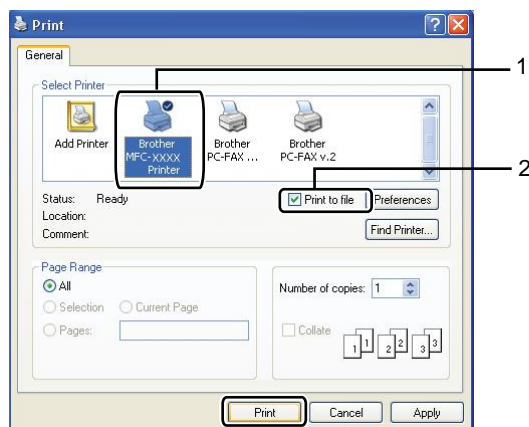 Print
General
1
Select Printer
Add Printer
Brother
MFC-XXXX
Printer
Brother
PC-FAX ...
Brother
PC-FAX v.2
2
Status: Ready
Print to file
Preferences
Location:
Comment:
Find Printer...
Page Range
All
Selection
Current Page
Pages:
Number of copies: 1
Collate
1 1 2 2 3 3
Print
Cancel
Apply